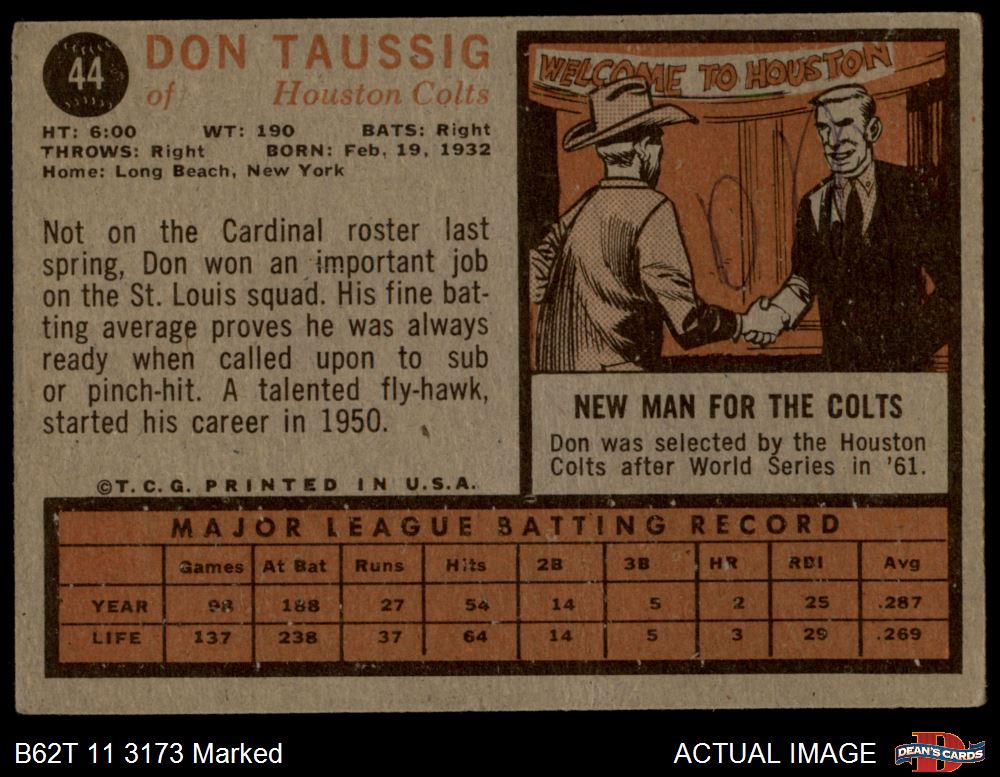 44
DON TAUSSIG
of Houston Colts
HT: 6:00 WT: 190 BATS: Right
THROWS: Right BORN: Feb. 19, 1932
Home: Long Beach, New York
Not on the Cardinal roster last
spring, Don won an important job
on the St. Louis squad. His fine bat-
ting average proves he was always
ready when called upon to sub
or pinch-hit. A talented fly-hawk,
started his career in 1950.
©T. C. G. PRINTED IN U.S.A.
WELCOME TO HOUSTON
NEW MAN FOR THE COLTS
Don was selected by the Houston
Colts after World Series in '61.
MAJOR LEAGUE BATTING RECORD
Games At Bat Runs Hits 2B 3B HR RBI Avg
YEAR 98 188 27 54 14 5 2 25 .287
LIFE 137 238 37 64 14 5 3 29 .269
B62T 11 3173 Marked
ACTUAL IMAGE
DEAN'S CARDS